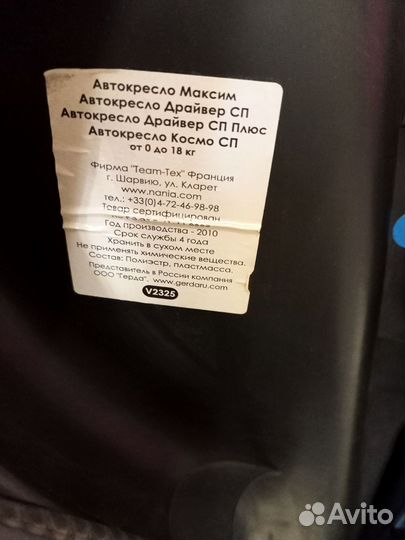 Автокресло Максим
Автокресло Драйвер СП
Автокресло Драйвер СП Плюс
Автокресло Космо СП
от 0 до 18 кг
Фирма "Team-Tex" Франция
г. Шарвию, ул. Кларет
www.nania.com
тел.: +33(0)4-72-46-98-98
Товар сертифицирован
Год производства - 2010
Срок службы 4 года
Хранить в сухом месте
Не применять химические вещества.
Состав: Полиэстр, пластмасса.
Представитель в России компания
ООО "Герда". www.gerdaru.com
V2325
Avito